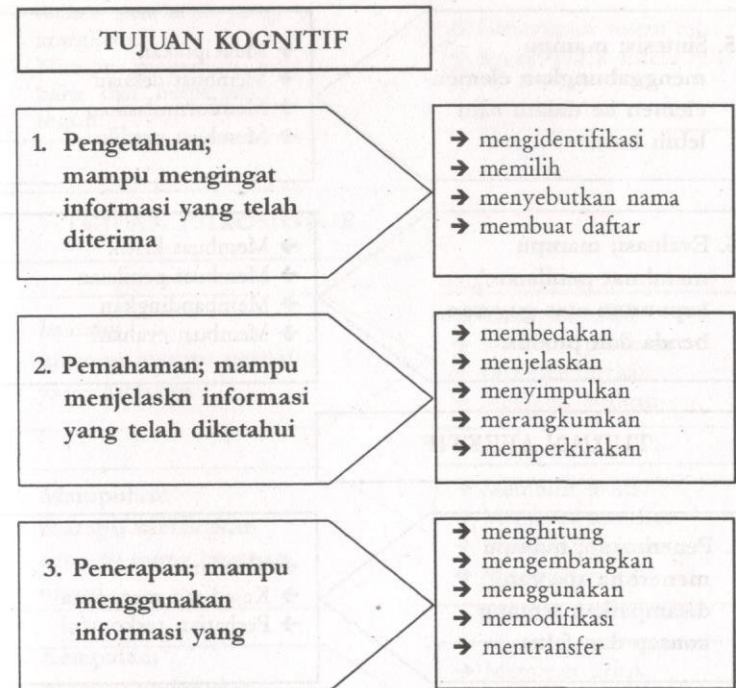 TUJUAN KOGNITIF
1. Pengetahuan;
mampu mengingat
informasi yang telah
diterima
→ mengidentifikasi
→ memilih
→ menyebutkan nama
→ membuat daftar
2. Pemahaman; mampu
menjelaskn informasi
yang telah diketahui
→ membedakan
→ menjelaskan
→ menyimpulkan
→ merangkumkan
→ memperkirakan
3. Penerapan; mampu
menggunakan
informasi yang
→ menghitung
→ mengembangkan
→ menggunakan
→ memodifikasi
→ mentransfer